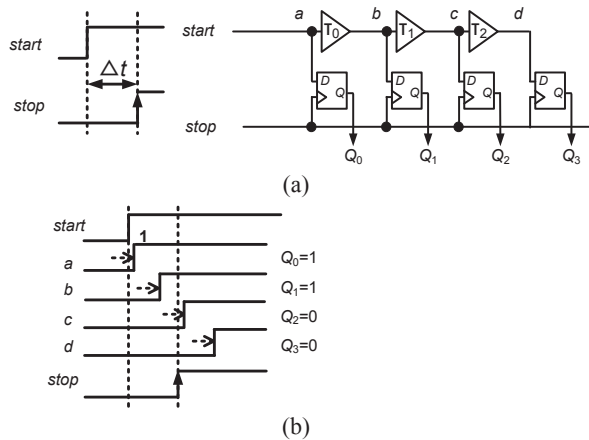 a b c d
start start T0 T1 T2
Δt
D Q D Q D Q D Q
stop stop
Q0 Q1 Q2 Q3
(a)
start
1
a Q0=1
b Q1=1
c Q2=0
d Q3=0
stop
(b)